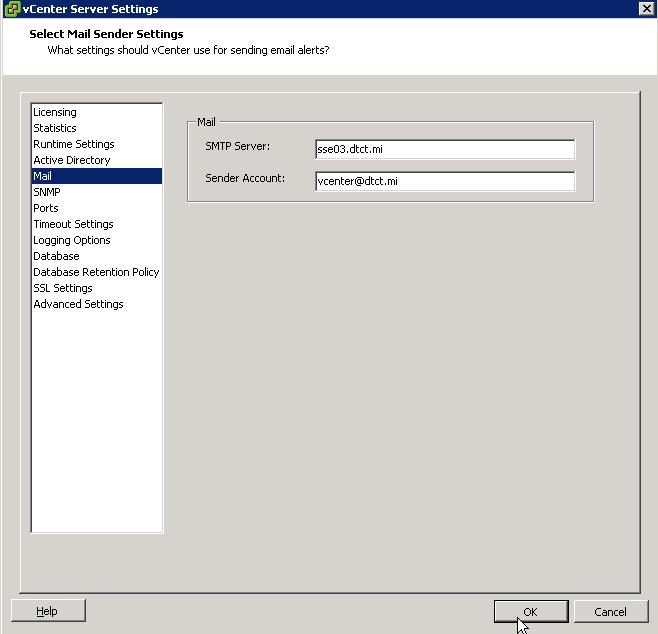 vCenter Server Settings
Select Mail Sender Settings
What settings should vCenter use for sending email alerts?
Licensing
Statistics
Runtime Settings
Active Directory
Mail
SNMP
Ports
Timeout Settings
Logging Options
Database
Database Retention Policy
SSL Settings
Advanced Settings
Mail
SMTP Server: sse03.dtct.mi
Sender Account: vcenter@dtct.mi
Help OK Cancel